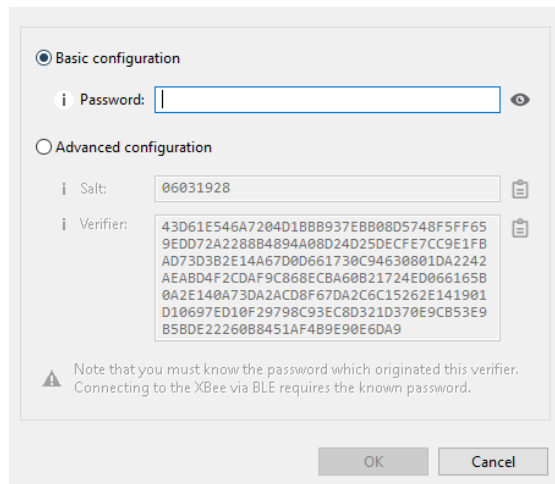 Basic configuration
i Password:
Advanced configuration
i Salt: 06031928
i Verifier: 43D61E546A7204D1BBB937EBB08D5748F5FF65
9EDD72A2288B4894A08D24D25DECFE7CC9E1FB
AD73D3B2E14A67D0D661730C94630801DA2242
AEABD4F2CDAF9C868ECBA60B21724ED066165B
0A2E140A73DA2ACD8F67DA2C6C15262E141901
D10697ED10F29798C93EC8D321D370E9CB53E9
B5BDE22260B8451AF4B9E90E6DA9
Note that you must know the password which originated this verifier.
Connecting to the XBee via BLE requires the known password.
OK Cancel